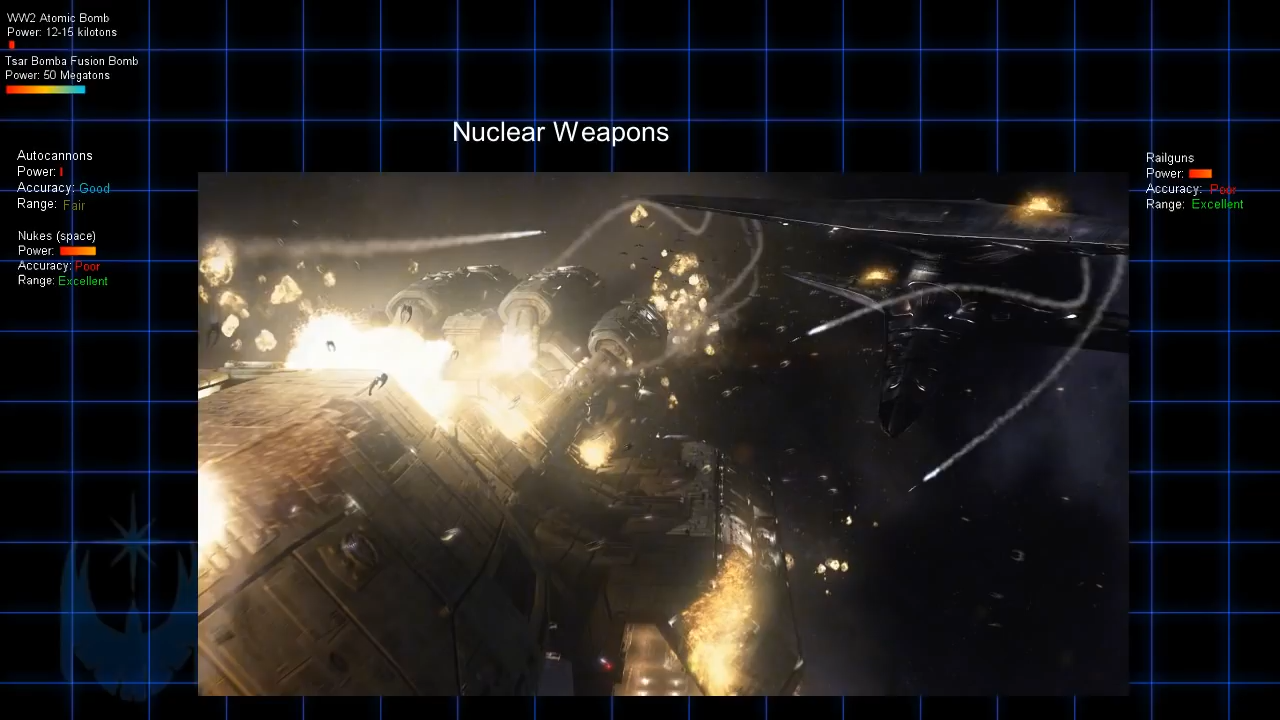 WW2 Atomic Bomb
Power: 12-15 kilotons
Tsar Bomba Fusion Bomb
Power: 50 Megatons
Nuclear Weapons
Autocannons
Power:
Accuracy: Good
Range: Fair
Nukes (space)
Power:
Accuracy: Poor
Range: Excellent
Railguns
Power:
Accuracy: Poor
Range: Excellent